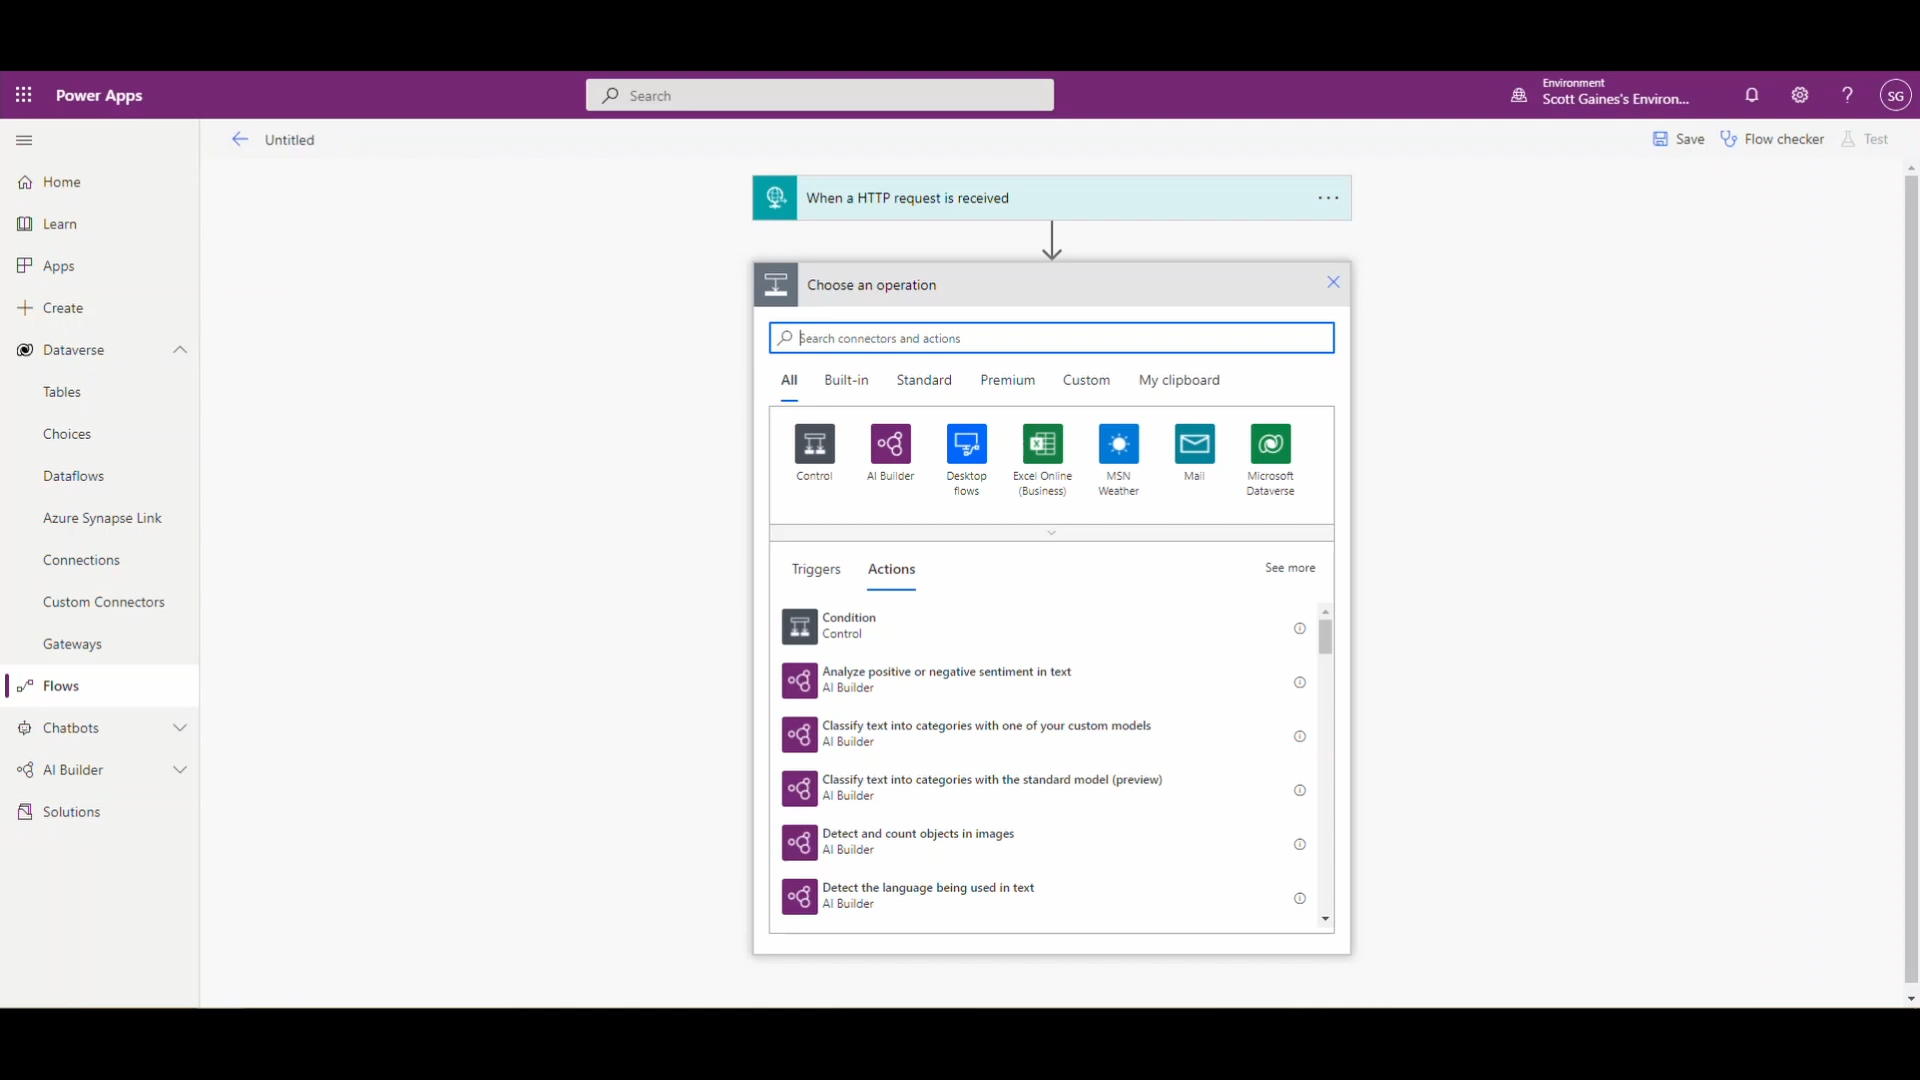 Power Apps
Search
Environment
Scott Gaines's Environ...
SG
Untitled
Save
Flow checker
Test
Home
Learn
Apps
Create
Dataverse
Tables
Choices
Dataflows
Azure Synapse Link
Connections
Custom Connectors
Gateways
Flows
Chatbots
AI Builder
Solutions
When a HTTP request is received
Choose an operation
Search connectors and actions
All Built-in Standard Premium Custom My clipboard
Control
AI Builder
Desktop
flows
Excel Online
(Business)
MSN
Weather
Mail
Microsoft
Dataverse
Triggers Actions See more
Condition
Control
Analyze positive or negative sentiment in text
AI Builder
Classify text into categories with one of your custom models
AI Builder
Classify text into categories with the standard model (preview)
AI Builder
Detect and count objects in images
AI Builder
Detect the language being used in text
AI Builder